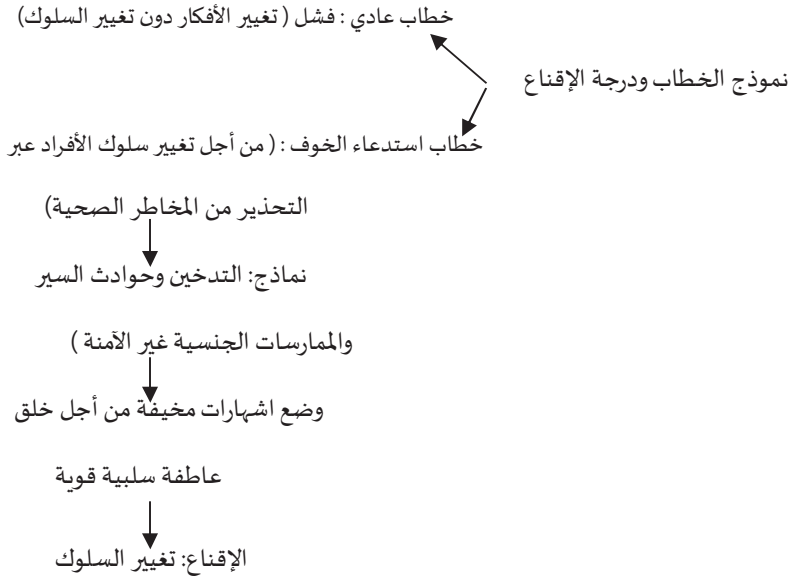 خطاب عادي : فشل ( تغيير الأفكار دون تغيير السلوك)
نموذج الخطاب ودرجة الإقناع
خطاب استدعاء الخوف : ( من أجل تغيير سلوك الأفراد عبر
التحذير من المخاطر الصحية)
نماذج: التدخين وحوادث السير
والممارسات الجنسية غير الآمنة )
وضع اشهارات مخيفة من أجل خلق
عاطفة سلبية قوية
الإقناع: تغيير السلوك